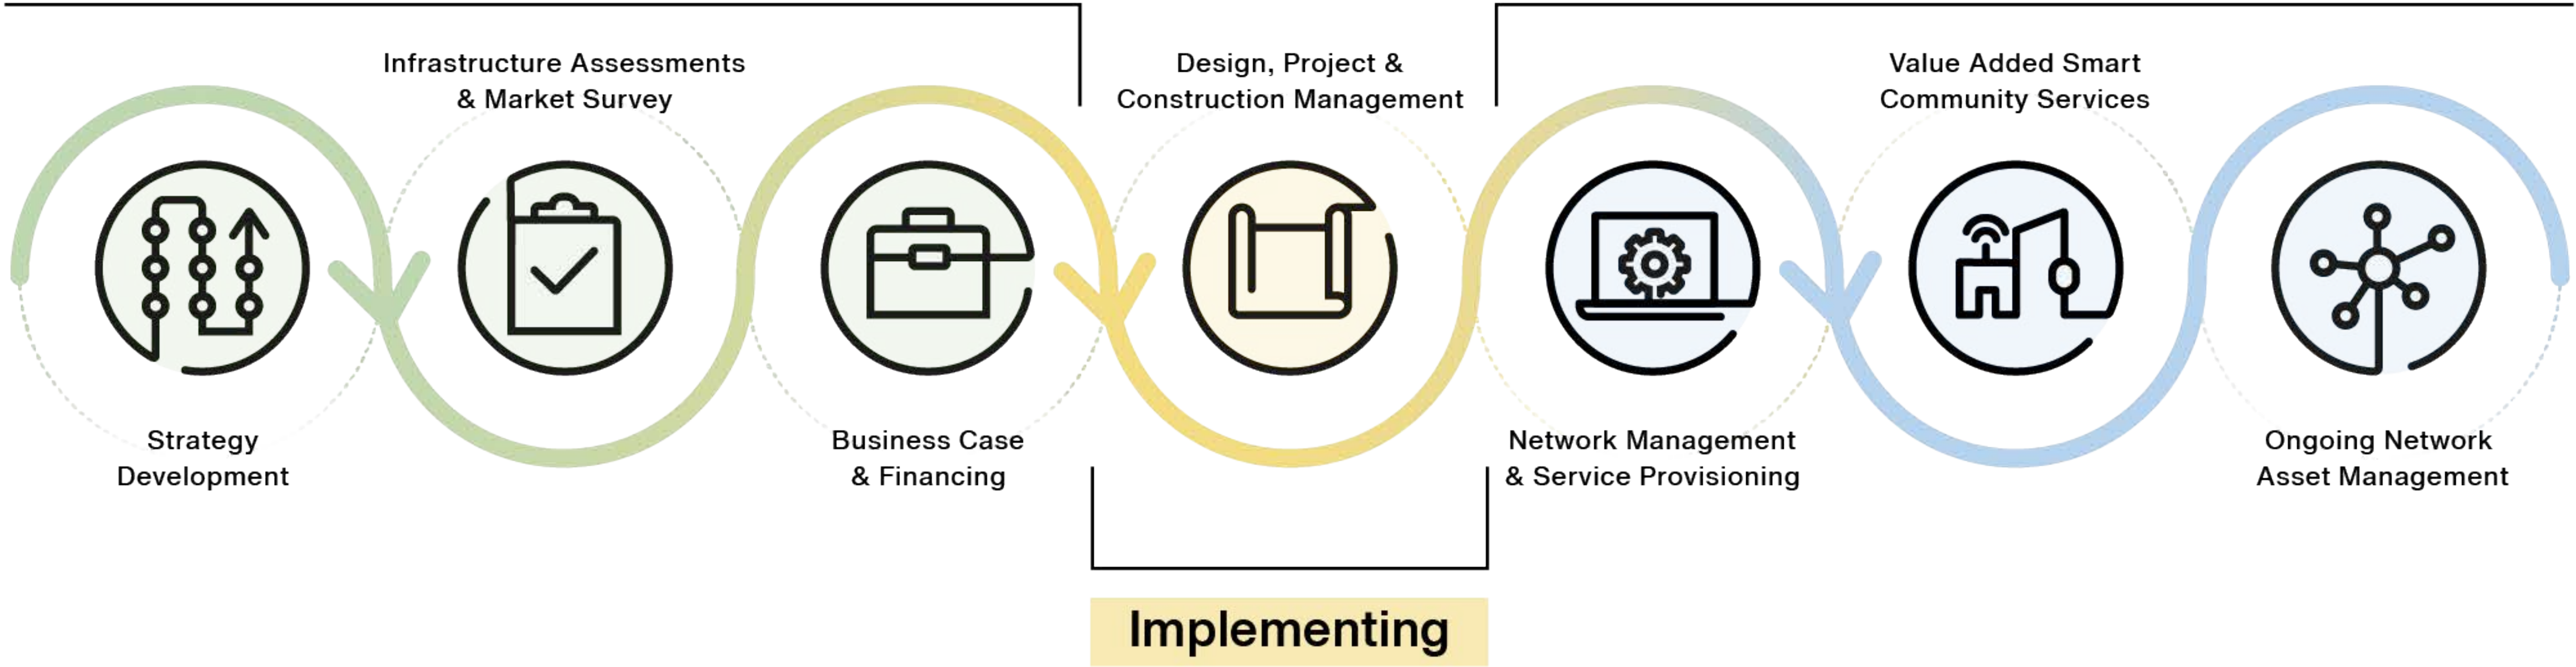 Strategy
Development
Infrastructure Assessments
& Market Survey
Business Case
& Financing
Design, Project &
Construction Management
Network Management
& Service Provisioning
Value Added Smart
Community Services
Ongoing Network
Asset Management
Implementing